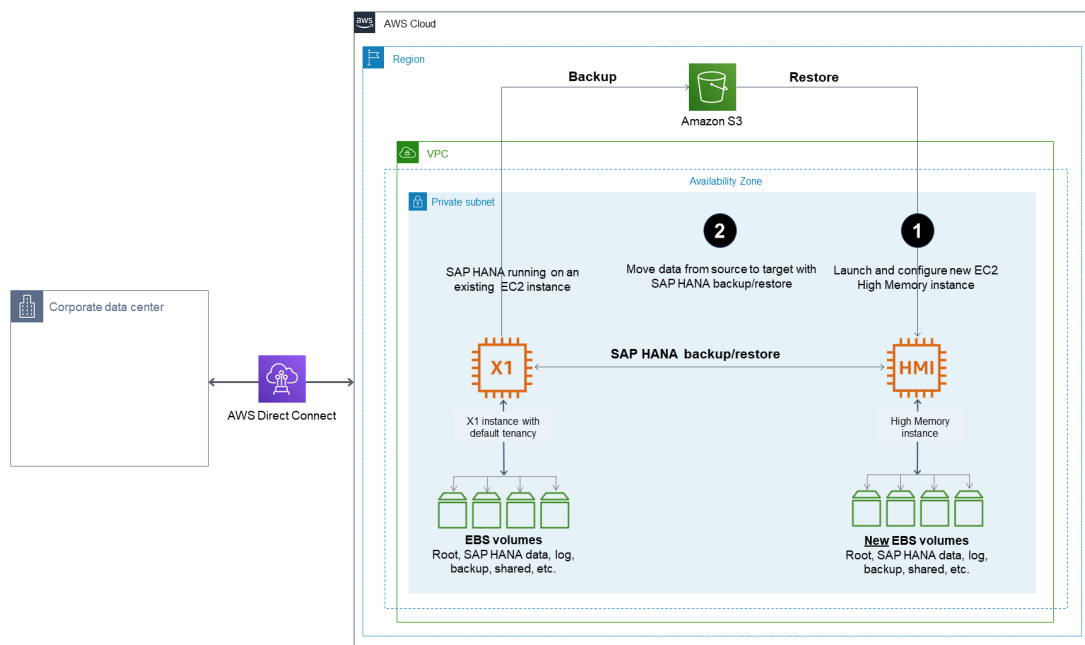 aws
AWS Cloud
Region
Backup
Restore
Amazon S3
VPC
Availability Zone
Private subnet
2
1
SAP HANA running on an
existing EC2 instance
Move data from source to target with
SAP HANA backup/restore
Launch and configure new EC2
High Memory instance
Corporate data center
SAP HANA backup/restore
X1
HMI
AWS Direct Connect
X1 instance with
default tenancy
High Memory
instance
EBS volumes
Root, SAP HANA data, log,
backup, shared, etc.
New EBS volumes
Root, SAP HANA data, log,
backup, shared, etc.